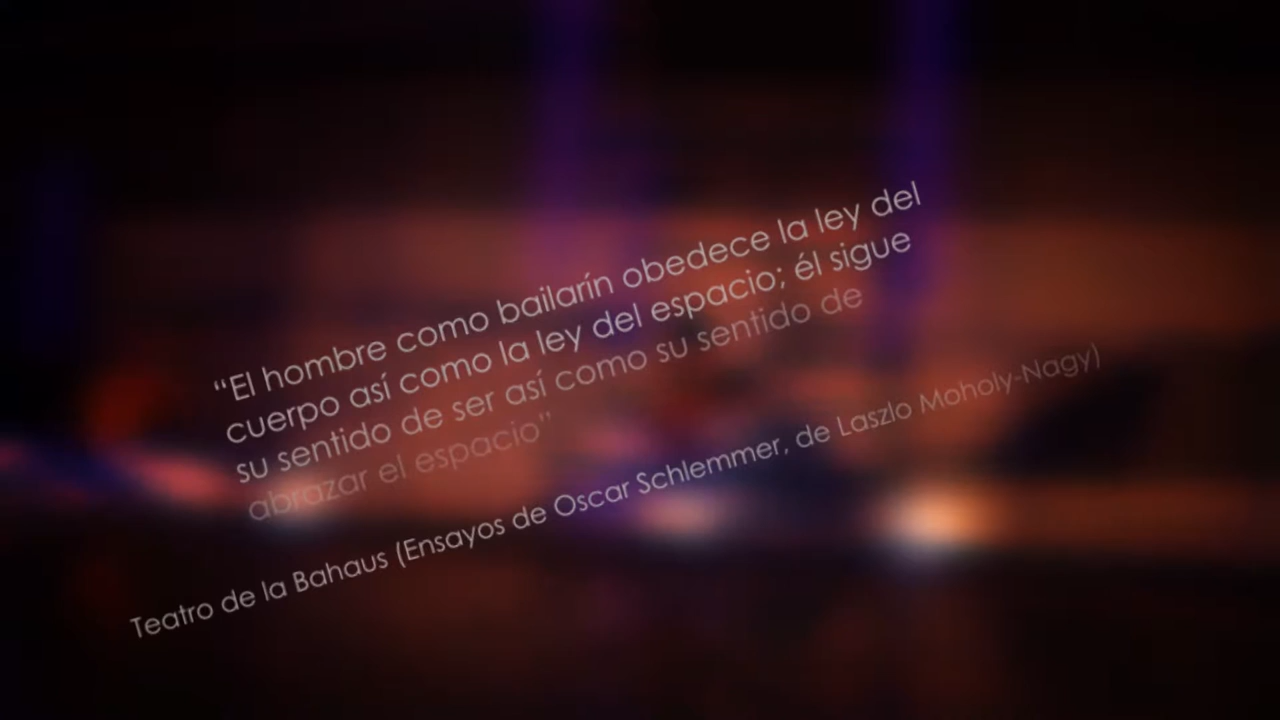 “El hombre como bailarín obedece la ley del
cuerpo así como la ley del espacio; él sigue
su sentido de ser así como su sentido de
abrazar el espacio”
Teatro de la Bahaus (Ensayos de Oscar Schlemmer, de Laszlo Moholy-Nagy)